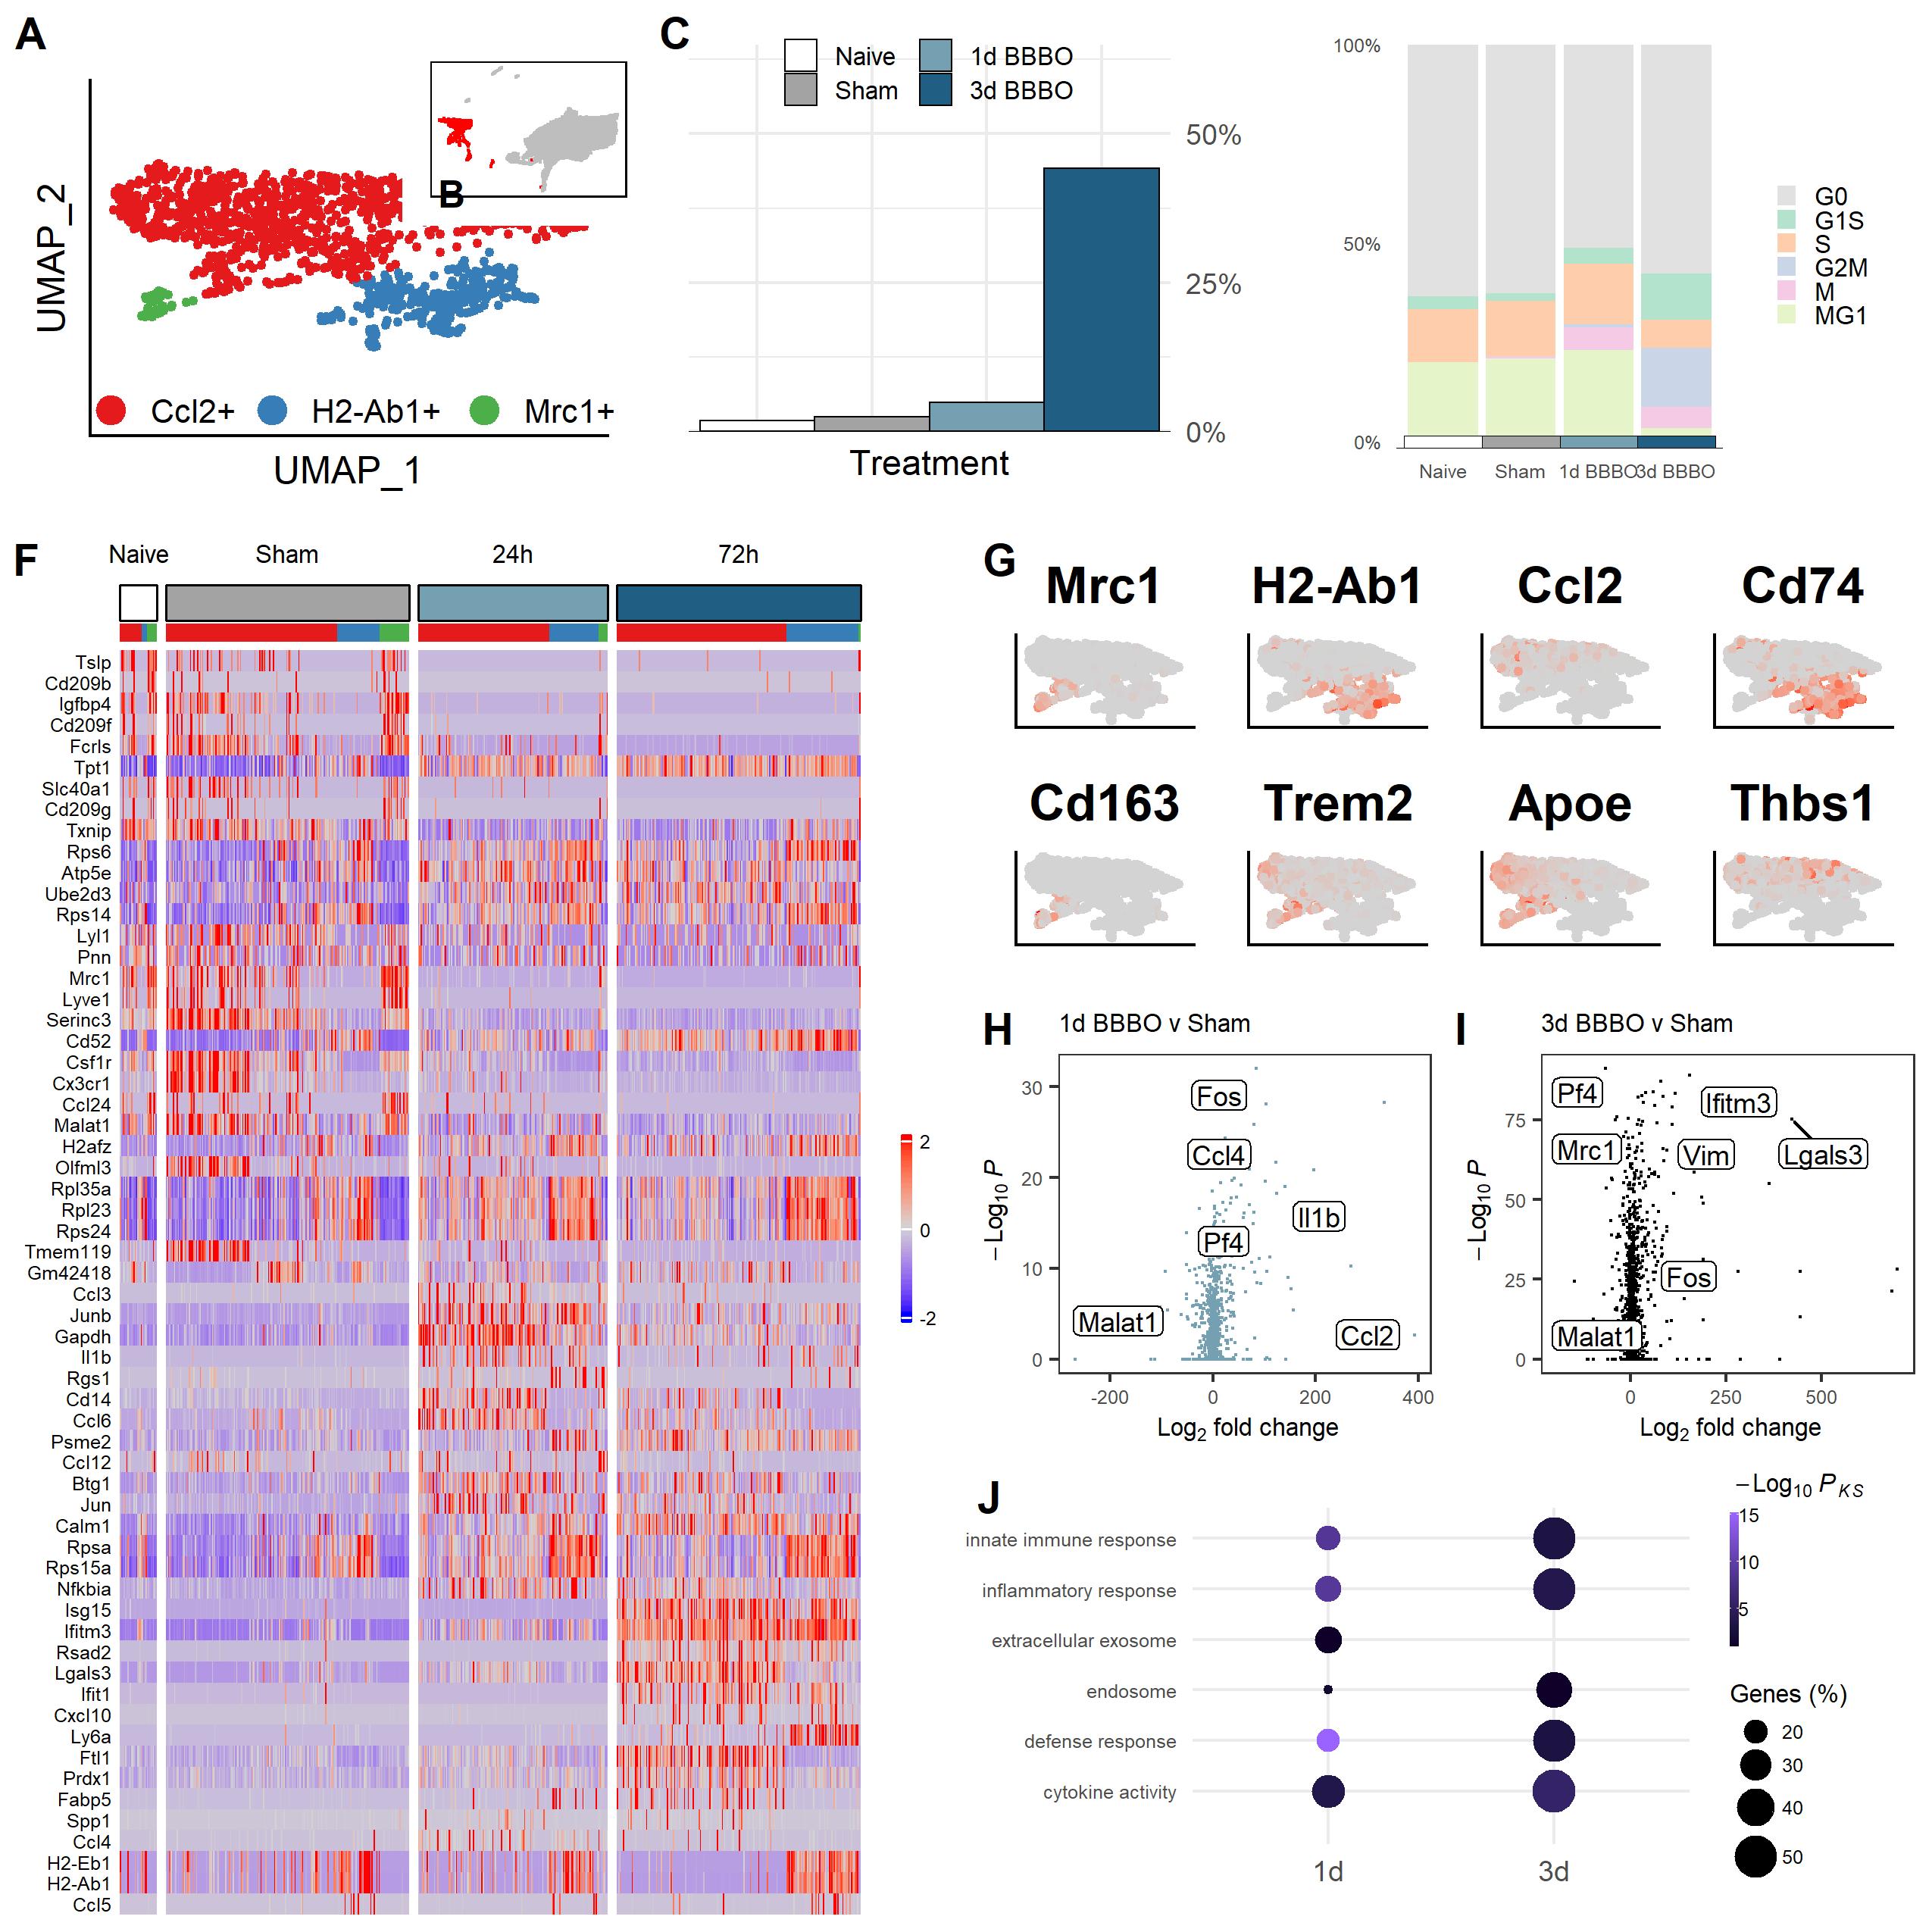 A
B
UMAP_2
Ccl2+ H2-Ab1+ Mrc1+
UMAP_1
C
Naive 1d BBBO
Sham 3d BBBO
50%
25%
0%
Treatment
100%
50%
0%
Naive Sham 1d BBBO 3d BBBO
G0
G1S
S
G2M
M
MG1
F
Naive Sham 24h 72h
Tslp
Cd209b
Igfbp4
Cd209f
Fcrls
Tpt1
Slc40a1
Cd209g
Txnip
Rps6
Atp5e
Ube2d3
Rps14
Lyl1
Pnn
Mrc1
Lyve1
Serinc3
Cd52
Csf1r
Cx3cr1
Ccl24
Malat1
H2afz
Olfml3
Rpl35a
Rpl23
Rps24
Tmem119
Gm42418
Ccl3
Junb
Gapdh
Il1b
Rgs1
Cd14
Ccl6
Psme2
Ccl12
Btg1
Jun
Calm1
Rpsa
Rps15a
Nfkbia
Isg15
Ifitm3
Rsad2
Lgals3
Ifit1
Cxcl10
Ly6a
Ftl1
Prdx1
Fabp5
Spp1
Ccl4
H2-Eb1
H2-Ab1
Ccl5
2
0
-2
G
Mrc1 H2-Ab1 Ccl2 Cd74
Cd163 Trem2 Apoe Thbs1
H
1d BBBO v Sham
−Log10 P
30
20
10
0
Fos
Ccl4
Il1b
Pf4
Malat1
Ccl2
-200 0 200 400
Log2 fold change
I
3d BBBO v Sham
−Log10 P
75
50
25
0
Pf4
Ifitm3
Mrc1
Vim
Lgals3
Fos
Malat1
0 250 500
Log2 fold change
J
innate immune response
inflammatory response
extracellular exosome
endosome
defense response
cytokine activity
1d 3d
−Log10 PKS
15
10
5
Genes (%)
20
30
40
50